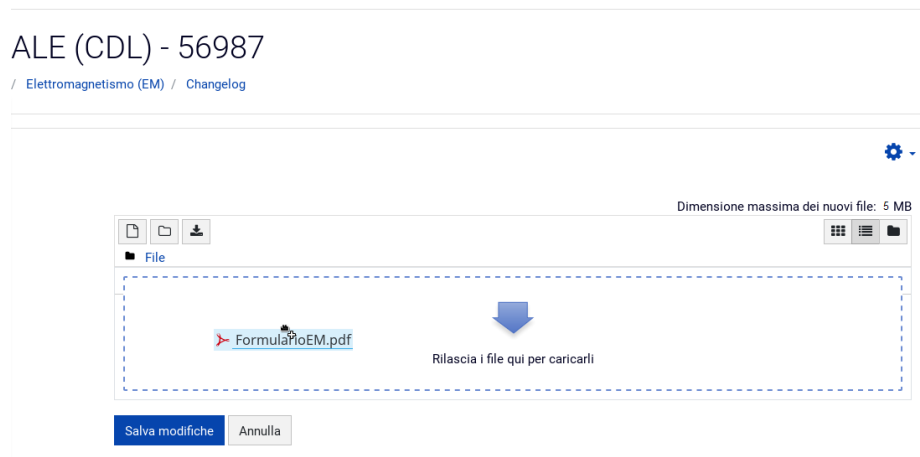 ALE (CDL) - 56987
/ Elettromagnetismo (EM) / Changelog
Dimensione massima dei nuovi file: 5 MB
File
FormularioEM.pdf
Rilascia i file qui per caricarli
Salva modifiche Annulla